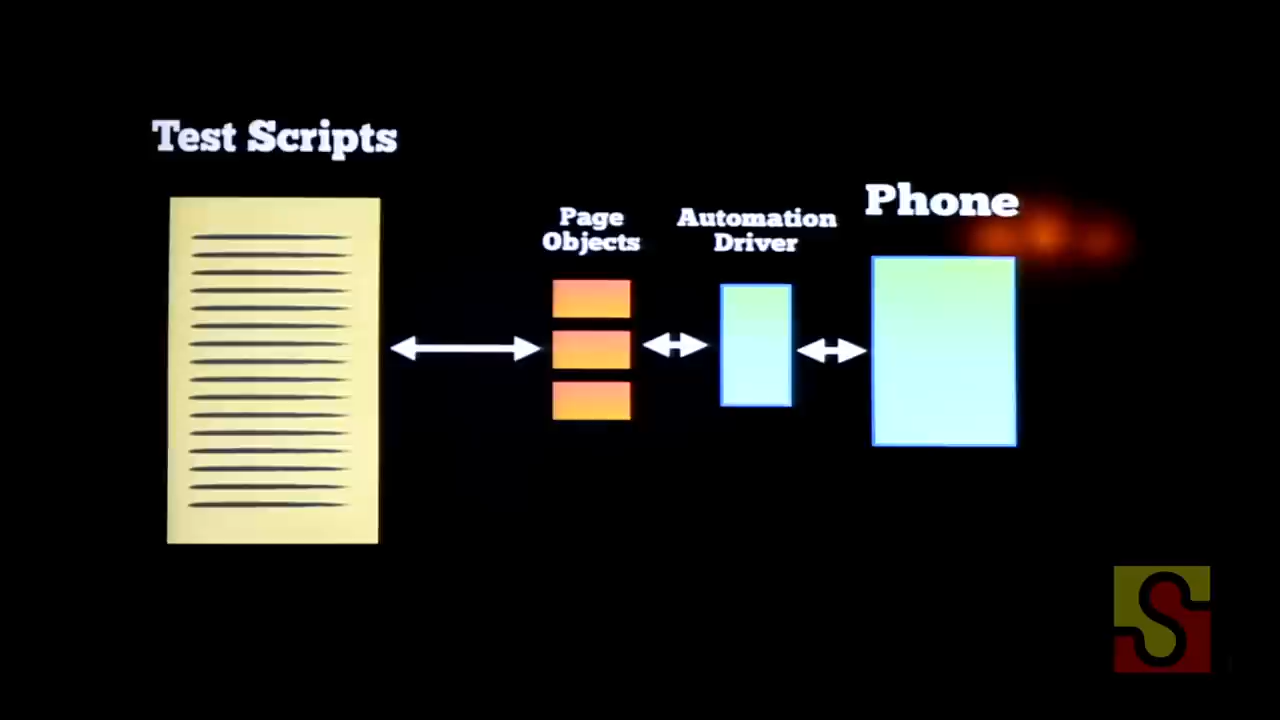 Test Scripts
Page
Objects
Automation
Driver
Phone
S